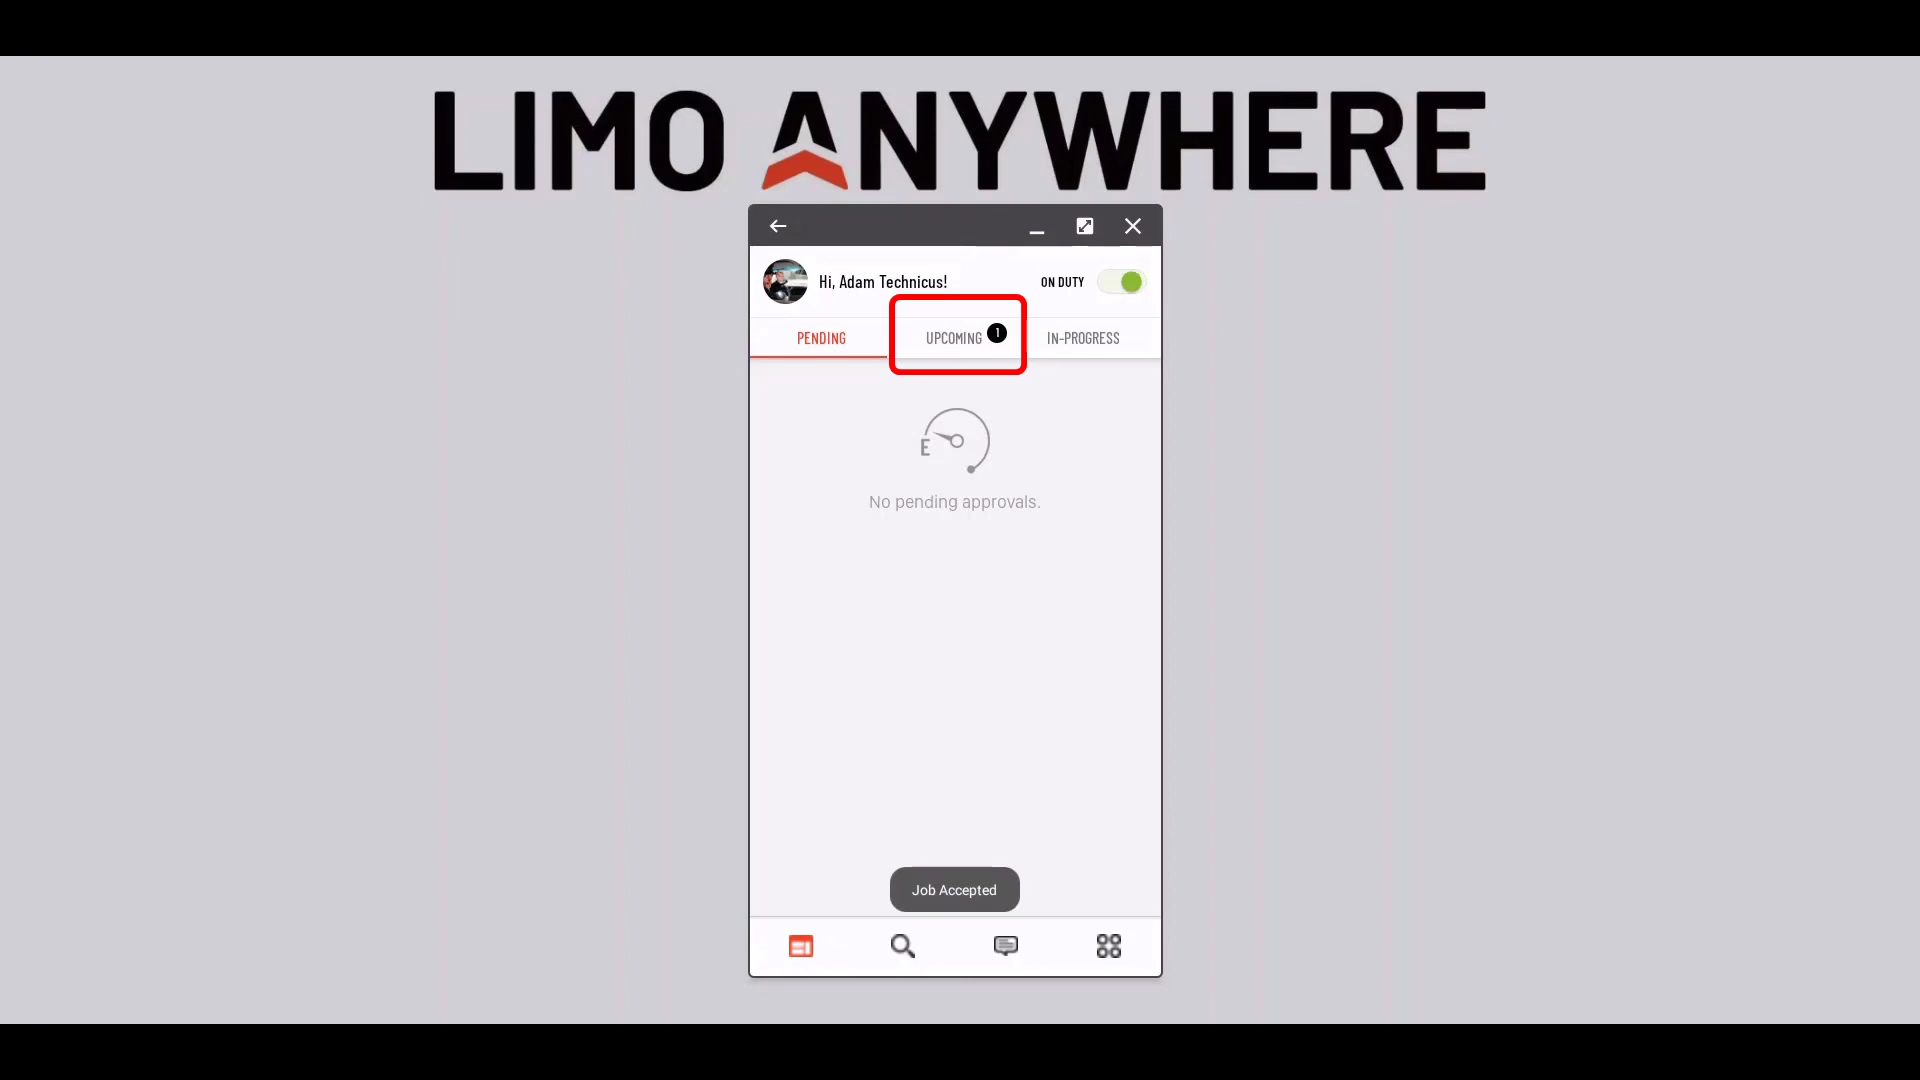 LIMO ANYWHERE
Hi, Adam Technicus!
ON DUTY
PENDING
UPCOMING 1
IN-PROGRESS
E
No pending approvals.
Job Accepted